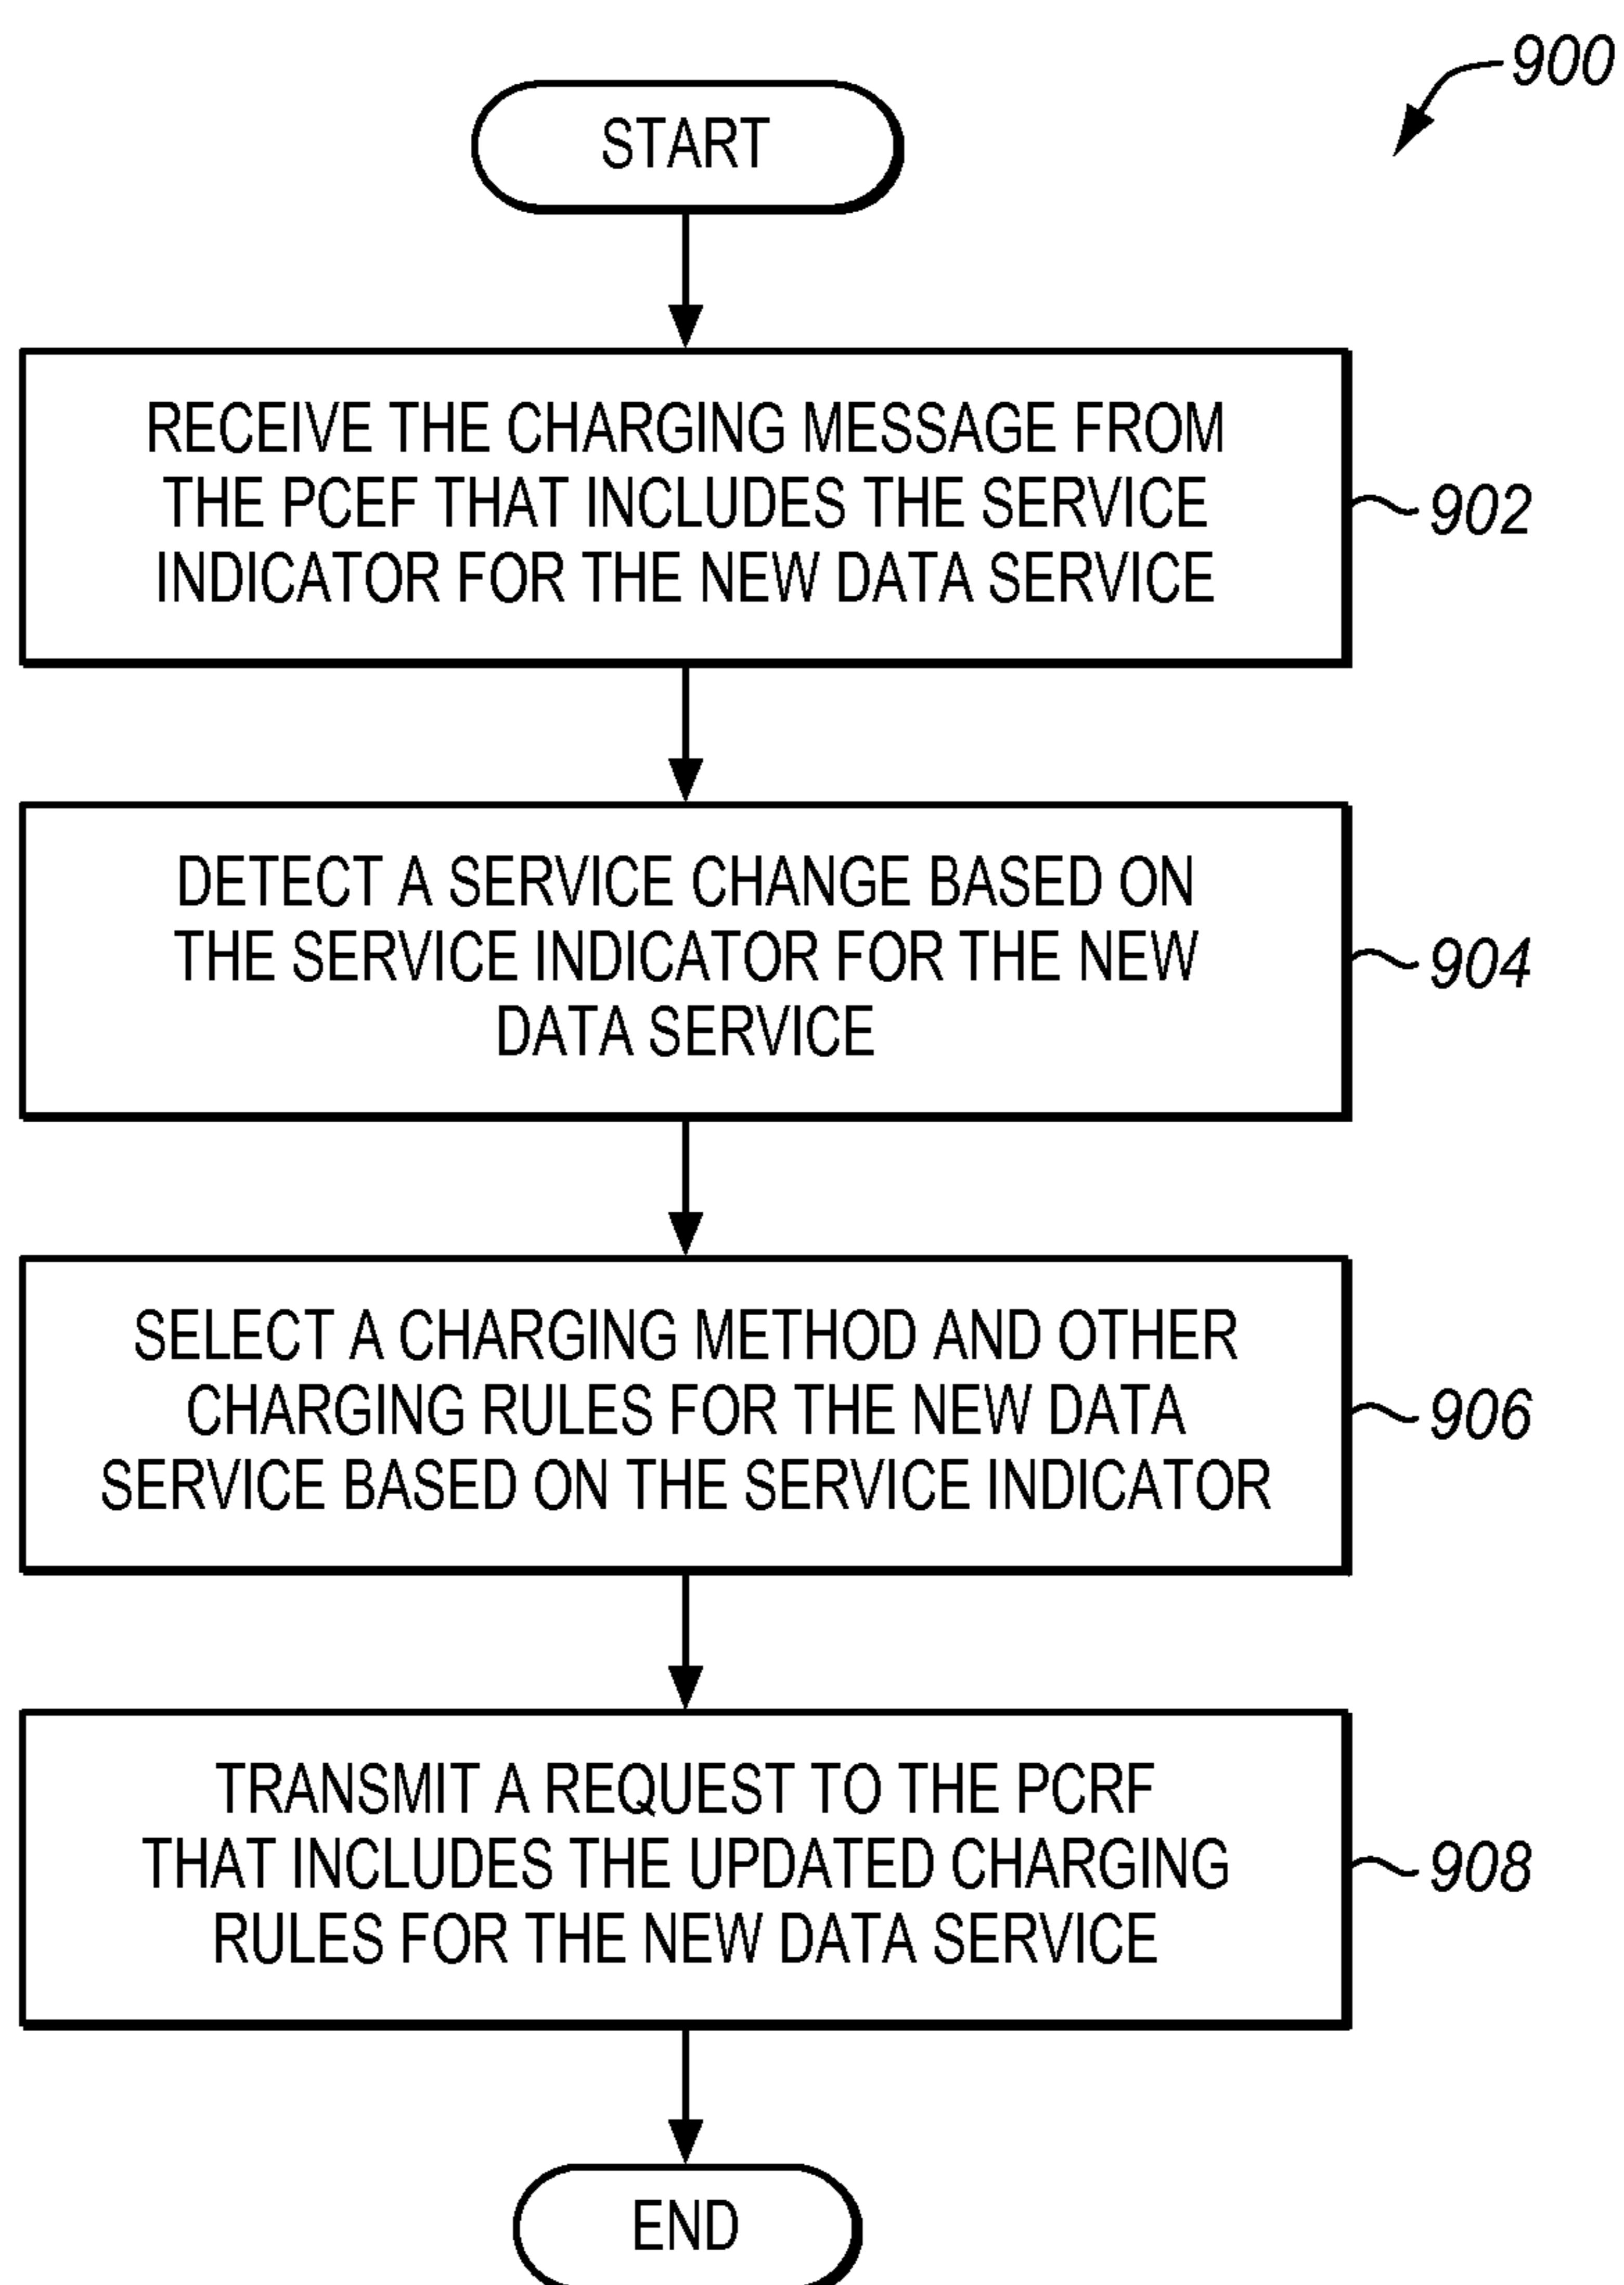 900
START
RECEIVE THE CHARGING MESSAGE FROM
THE PCEF THAT INCLUDES THE SERVICE
INDICATOR FOR THE NEW DATA SERVICE
902
DETECT A SERVICE CHANGE BASED ON
THE SERVICE INDICATOR FOR THE NEW
DATA SERVICE
904
SELECT A CHARGING METHOD AND OTHER
CHARGING RULES FOR THE NEW DATA
SERVICE BASED ON THE SERVICE INDICATOR
906
TRANSMIT A REQUEST TO THE PCRF
THAT INCLUDES THE UPDATED CHARGING
RULES FOR THE NEW DATA SERVICE
908
END